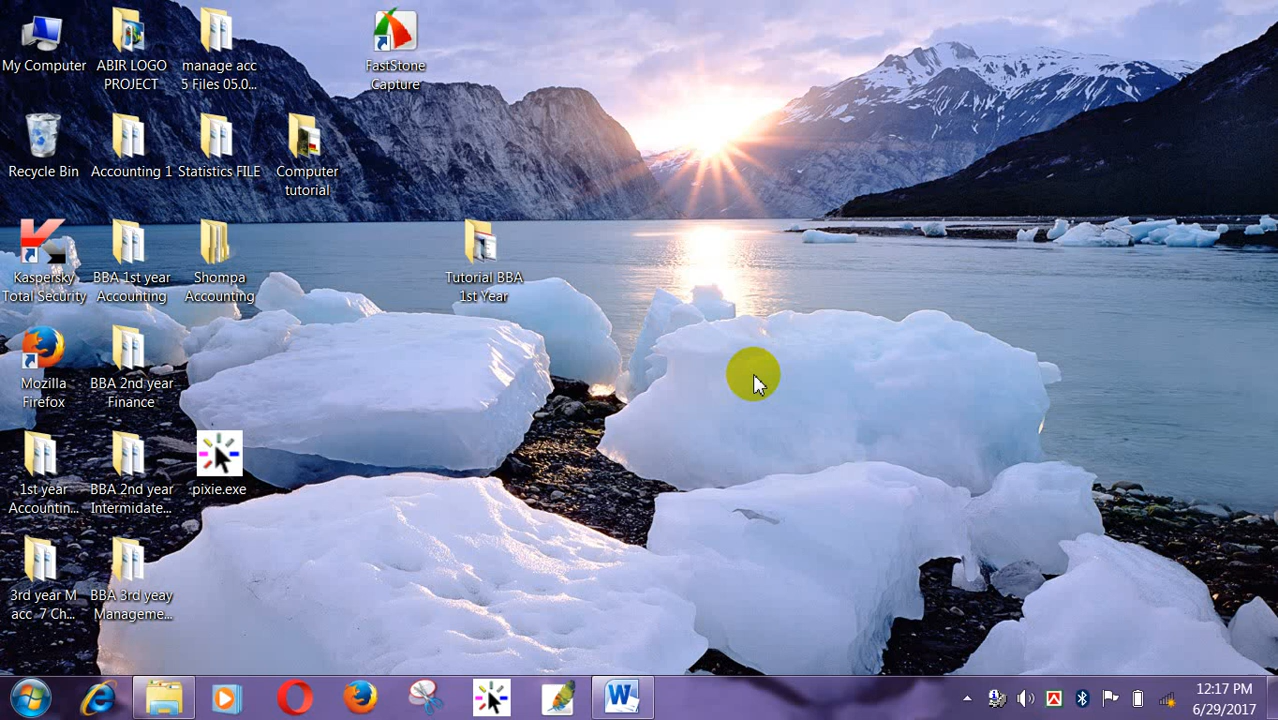 My Computer
ABIR LOGO
PROJECT
manage acc
5 Files 05.0...
FastStone
Capture
Recycle Bin
Accounting 1
Statistics FILE
Computer
tutorial
Kaspersky
Total Security
BBA 1st year
Accounting
Shompa
Accounting
Tutorial BBA
1st Year
Mozilla
Firefox
BBA 2nd year
Finance
1st year
Accountin...
BBA 2nd year
Intermidate...
pixie.exe
3rd year M
acc 7 Ch...
BBA 3rd yeay
Manageme...
12:17 PM
6/29/2017